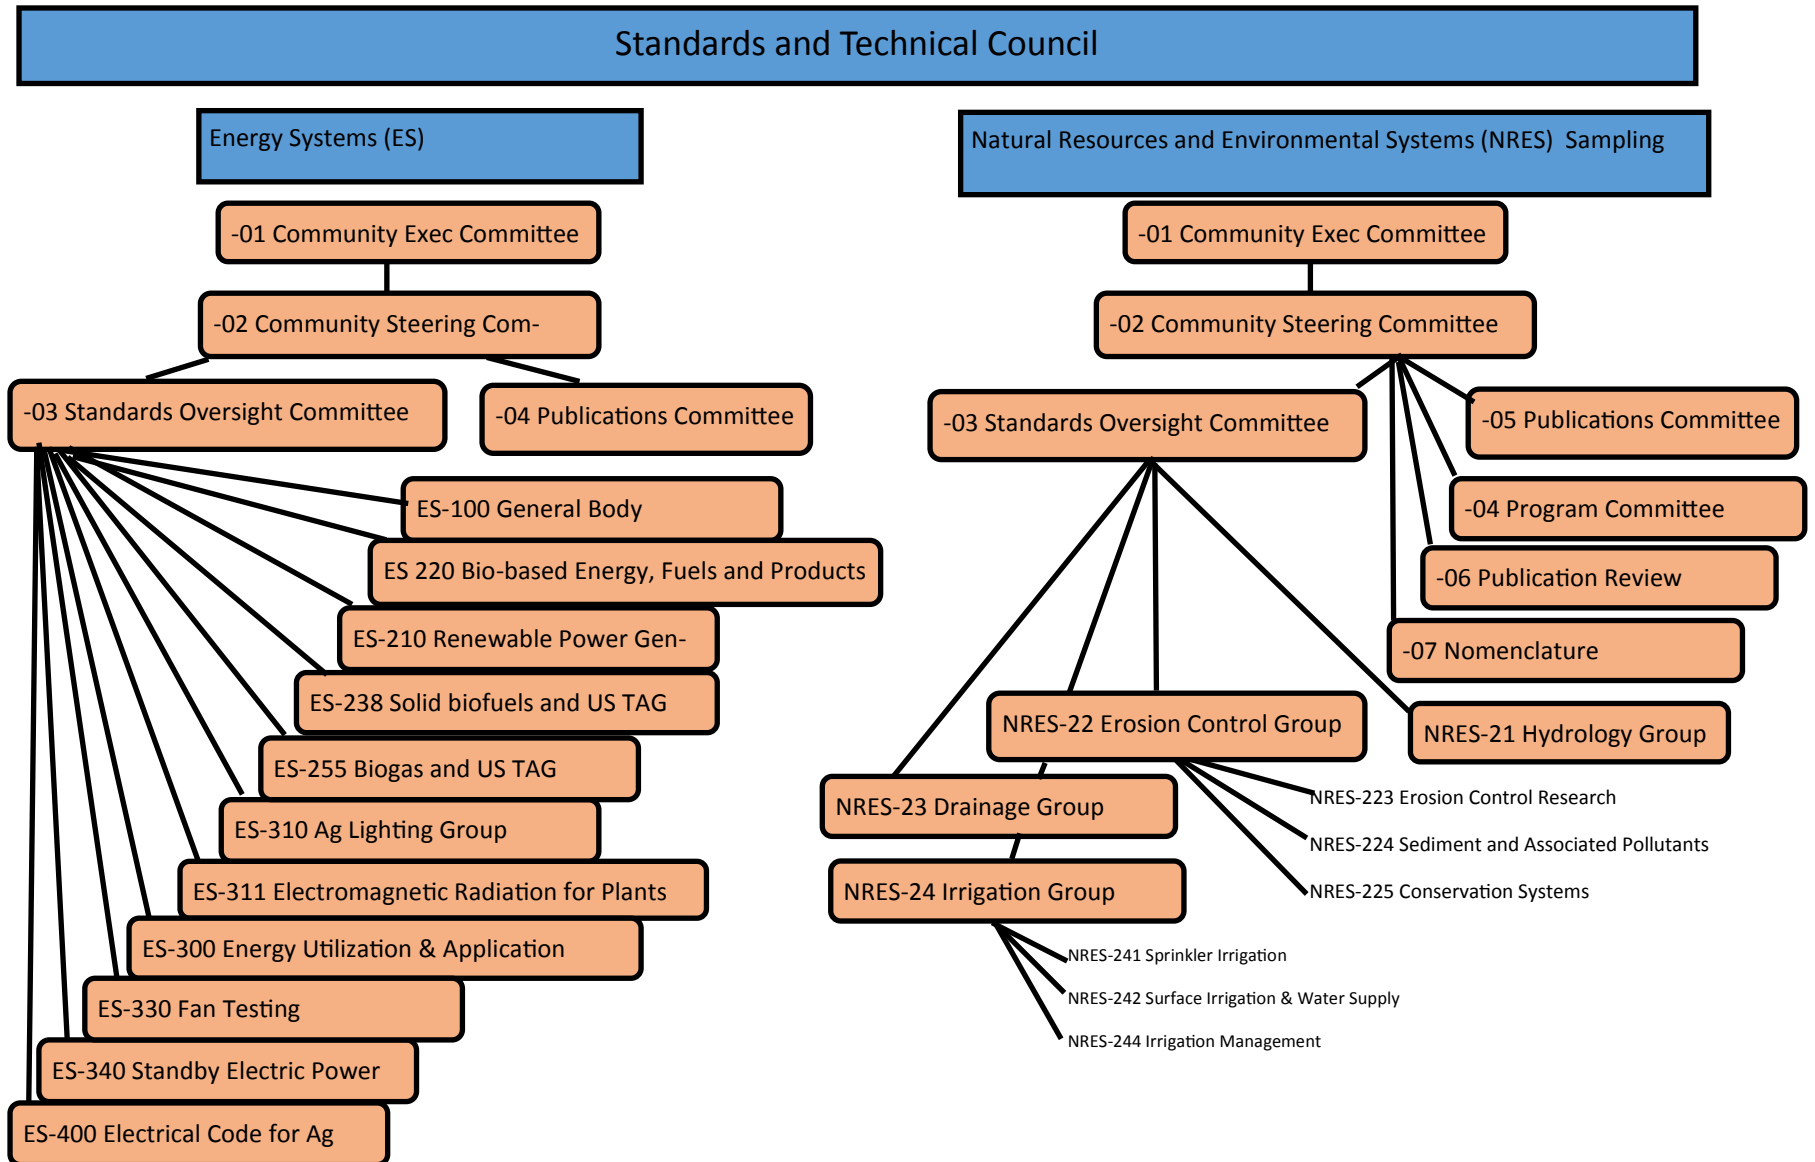 Standards and Technical Council
Energy Systems (ES)
-01 Community Exec Committee
-02 Community Steering Com-
-03 Standards Oversight Committee
-04 Publications Committee
ES-100 General Body
ES 220 Bio-based Energy, Fuels and Products
ES-210 Renewable Power Gen-
ES-238 Solid biofuels and US TAG
ES-255 Biogas and US TAG
ES-310 Ag Lighting Group
ES-311 Electromagnetic Radiation for Plants
ES-300 Energy Utilization & Application
ES-330 Fan Testing
ES-340 Standby Electric Power
ES-400 Electrical Code for Ag
Natural Resources and Environmental Systems (NRES)  Sampling
-01 Community Exec Committee
-02 Community Steering Committee
-03 Standards Oversight Committee
-05 Publications Committee
-04 Program Committee
-06 Publication Review
-07 Nomenclature
NRES-22 Erosion Control Group
NRES-21 Hydrology Group
NRES-23 Drainage Group
NRES-223 Erosion Control Research
NRES-224 Sediment and Associated Pollutants
NRES-225 Conservation Systems
NRES-24 Irrigation Group
NRES-241 Sprinkler Irrigation
NRES-242 Surface Irrigation & Water Supply
NRES-244 Irrigation Management